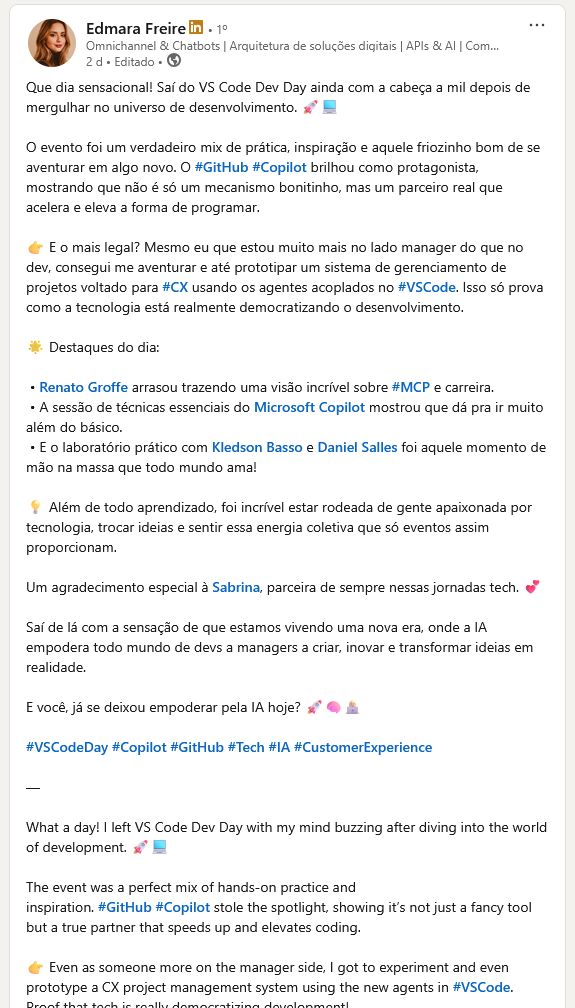 Edmara Freire in • 1º
Omnichannel & Chatbots | Arquitetura de soluções digitais | APIs & AI | Com...
2 d • Editado •
Que dia sensacional! Saí do VS Code Dev Day ainda com a cabeça a mil depois de
mergulhar no universo de desenvolvimento. 🚀 💻
O evento foi um verdadeiro mix de prática, inspiração e aquele friozinho bom de se
aventurar em algo novo. O #GitHub #Copilot brilhou como protagonista,
mostrando que não é só um mecanismo bonitinho, mas um parceiro real que
acelera e eleva a forma de programar.
👉 E o mais legal? Mesmo eu que estou muito mais no lado manager do que no
dev, consegui me aventurar e até prototipar um sistema de gerenciamento de
projetos voltado para #CX usando os agentes acoplados no #VSCode. Isso só prova
como a tecnologia está realmente democratizando o desenvolvimento.
🌟 Destaques do dia:
• Renato Groffe arrasou trazendo uma visão incrível sobre #MCP e carreira.
• A sessão de técnicas essenciais do Microsoft Copilot mostrou que dá pra ir muito
além do básico.
• E o laboratório prático com Kledson Basso e Daniel Salles foi aquele momento de
mão na massa que todo mundo ama!
💡 Além de todo aprendizado, foi incrível estar rodeada de gente apaixonada por
tecnologia, trocar ideias e sentir essa energia coletiva que só eventos assim
proporcionam.
Um agradecimento especial à Sabrina, parceira de sempre nessas jornadas tech. 💕
Saí de lá com a sensação de que estamos vivendo uma nova era, onde a IA
empodera todo mundo de devs a managers a criar, inovar e transformar ideias em
realidade.
E você, já se deixou empoderar pela IA hoje? 🚀 🧠 👩🏼‍💻
#VSCodeDay #Copilot #GitHub #Tech #IA #CustomerExperience
—
What a day! I left VS Code Dev Day with my mind buzzing after diving into the world
of development. 🚀 💻
The event was a perfect mix of hands-on practice and
inspiration. #GitHub #Copilot stole the spotlight, showing it’s not just a fancy tool
but a true partner that speeds up and elevates coding.
👉 Even as someone more on the manager side, I got to experiment and even
prototype a CX project management system using the new agents in #VSCode.
Proof that tech is really democratizing development!